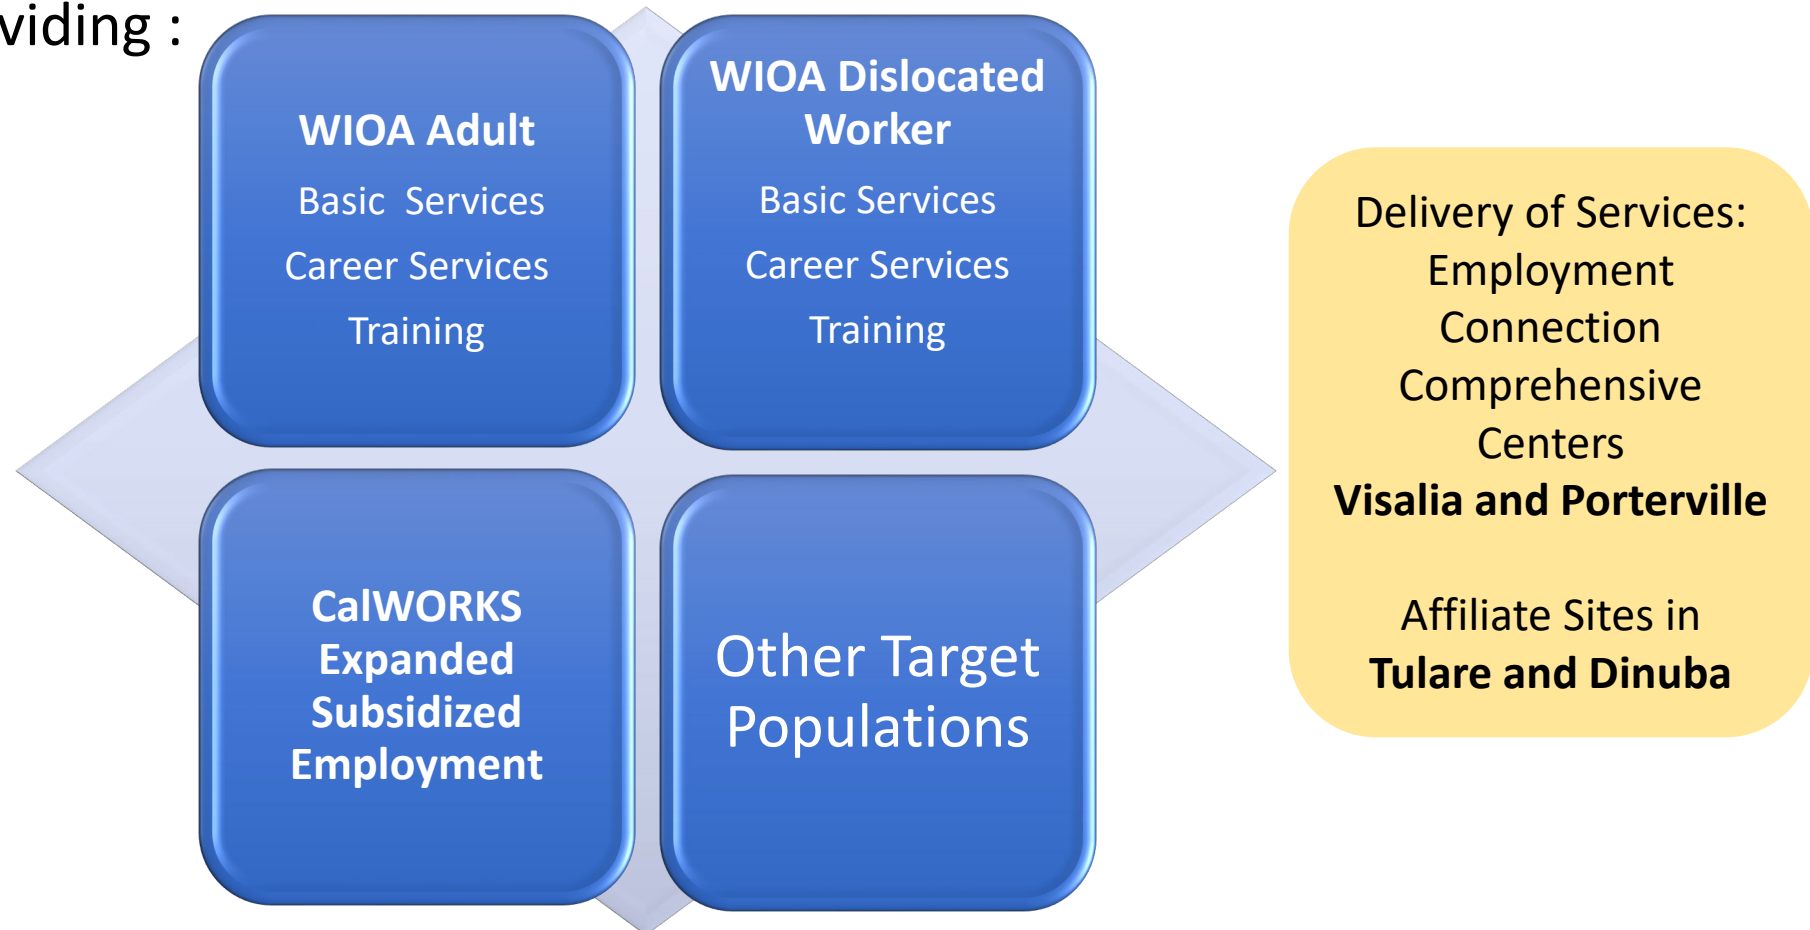 viding :
WIOA Adult
Basic  Services
Career Services
Training
WIOA Dislocated
Worker
Basic Services
Career Services
Training
CalWORKS
Expanded
Subsidized
Employment
Other Target
Populations
Delivery of Services:
Employment
Connection
Comprehensive
Centers
Visalia and Porterville
Affiliate Sites in
Tulare and Dinuba